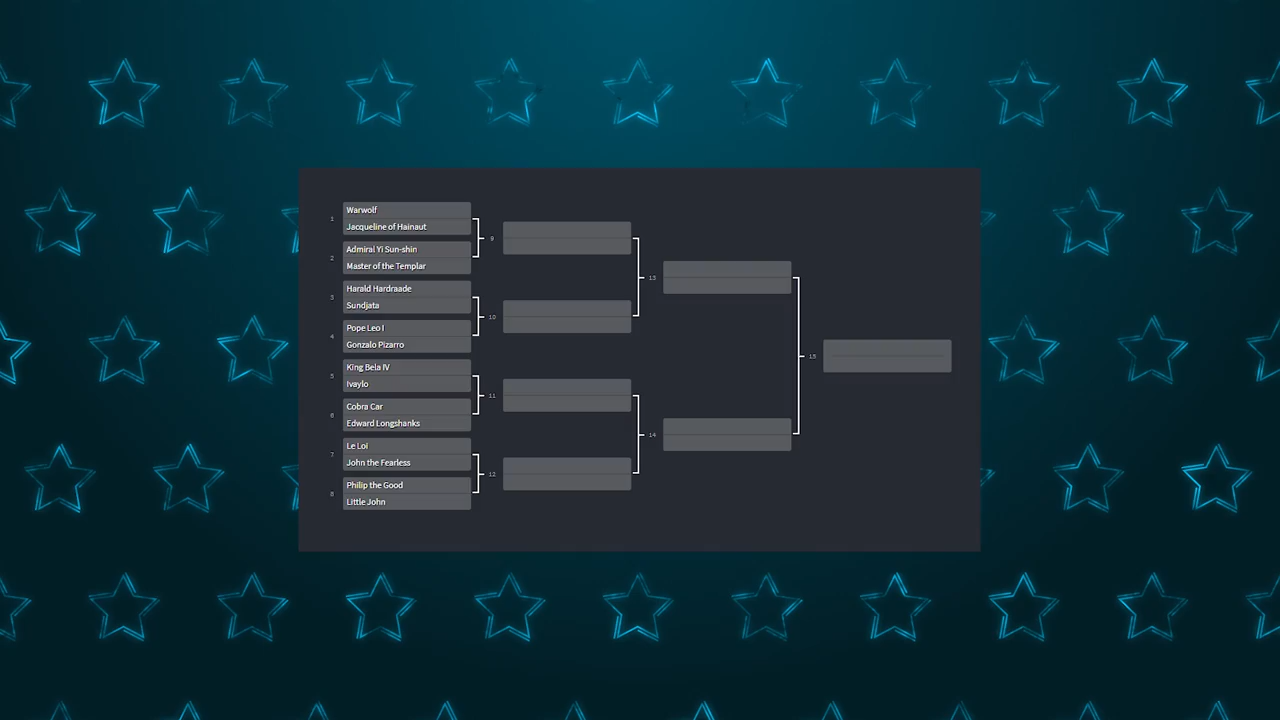 1
Warwolf
Jacqueline of Hainaut
2
Admiral Yi Sun-shin
Master of the Templar
3
Harald Hardraade
Sundjata
4
Pope Leo I
Gonzalo Pizarro
5
King Bela IV
Ivaylo
6
Cobra Car
Edward Longshanks
7
Le Loi
John the Fearless
8
Philip the Good
Little John
9
10
11
12
13
14
15